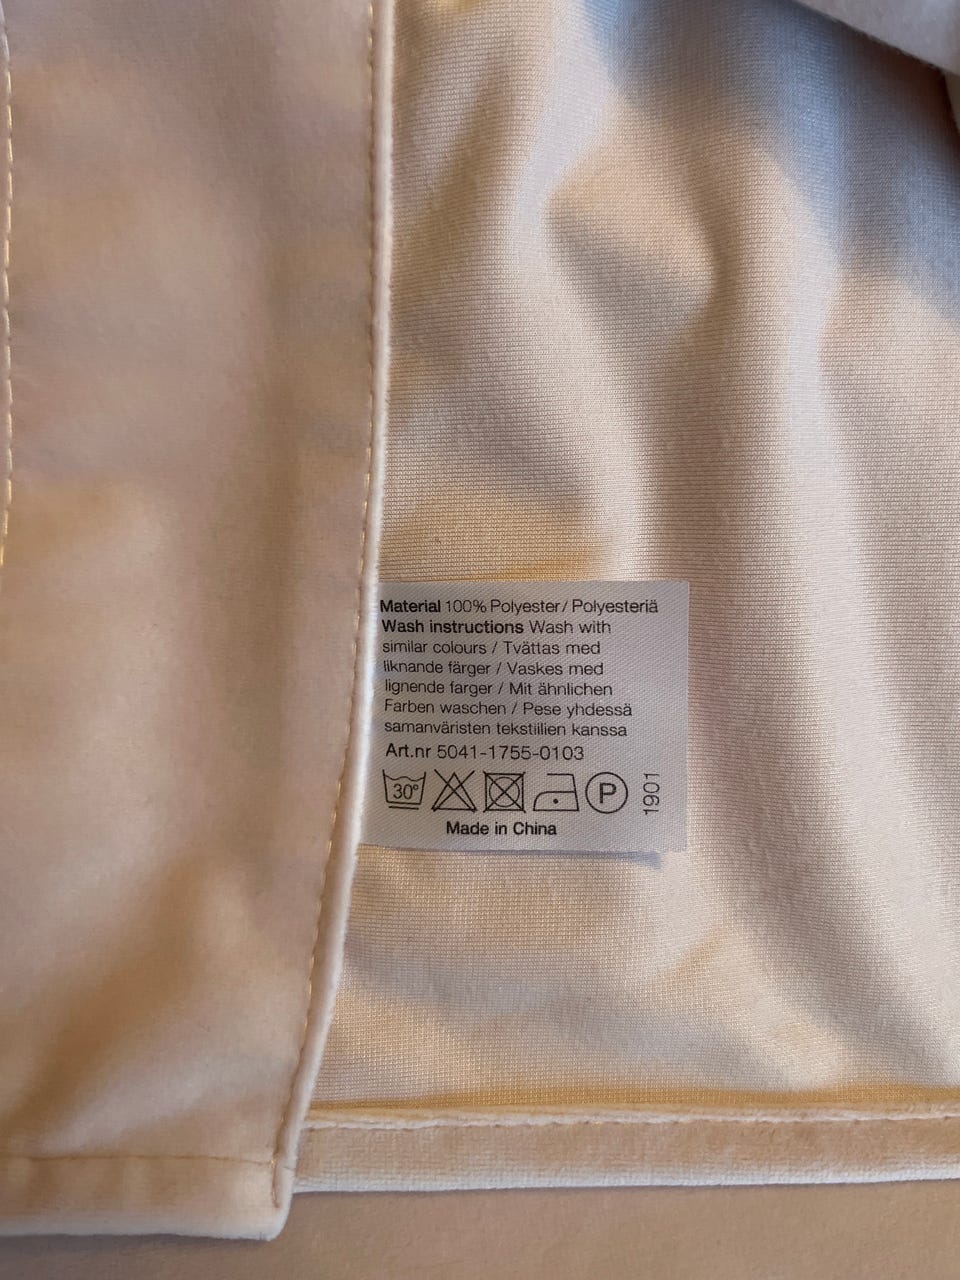 Material 100% Polyester / Polyesteriä
Wash instructions Wash with
similar colours / Tvättas med
liknande färger / Vaskes med
lignende farger / Mit ähnlichen
Farben waschen / Pese yhdessä
samanväristen tekstiilien kanssa
Art.nr 5041-1755-0103
30° P
1901
Made in China